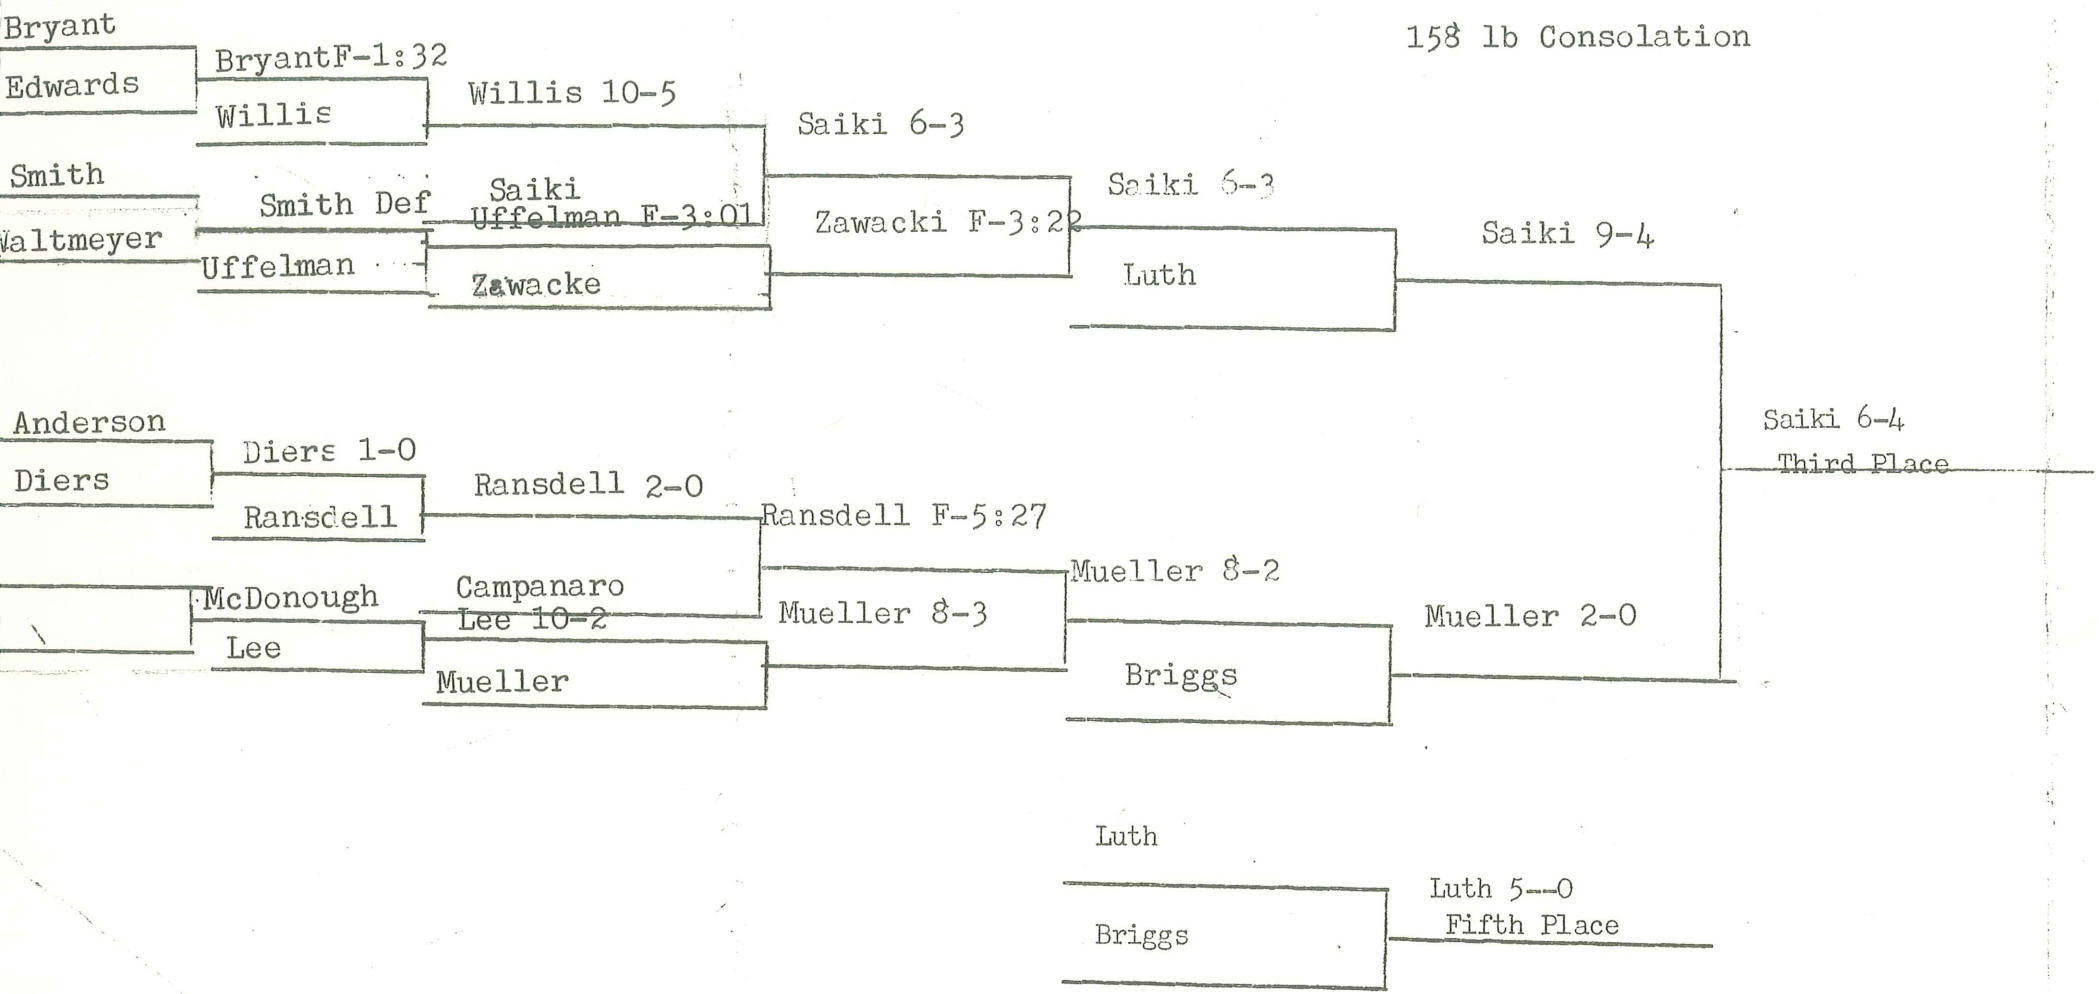 158 lb Consolation
Bryant
Edwards
BryantF-1:32
Willis
Willis 10-5
Saiki 6-3
Smith
Waltmeyer
Smith Def
Uffelman
Saiki
Uffelman F-3:01
Zawacke
Zawacki F-3:22
Saiki 6-3
Luth
Saiki 9-4
Anderson
Diers
Diers 1-0
Ransdell
Ransdell 2-0
Ransdell F-5:27
McDonough
Lee
Campanaro
Lee 10-2
Mueller
Mueller 8-3
Mueller 8-2
Briggs
Mueller 2-0
Saiki 6-4
Third Place
Luth
Briggs
Luth 5--0
Fifth Place